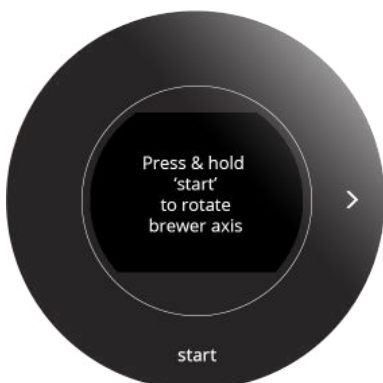 Press & hold
‘start’
to rotate
brewer axis
start